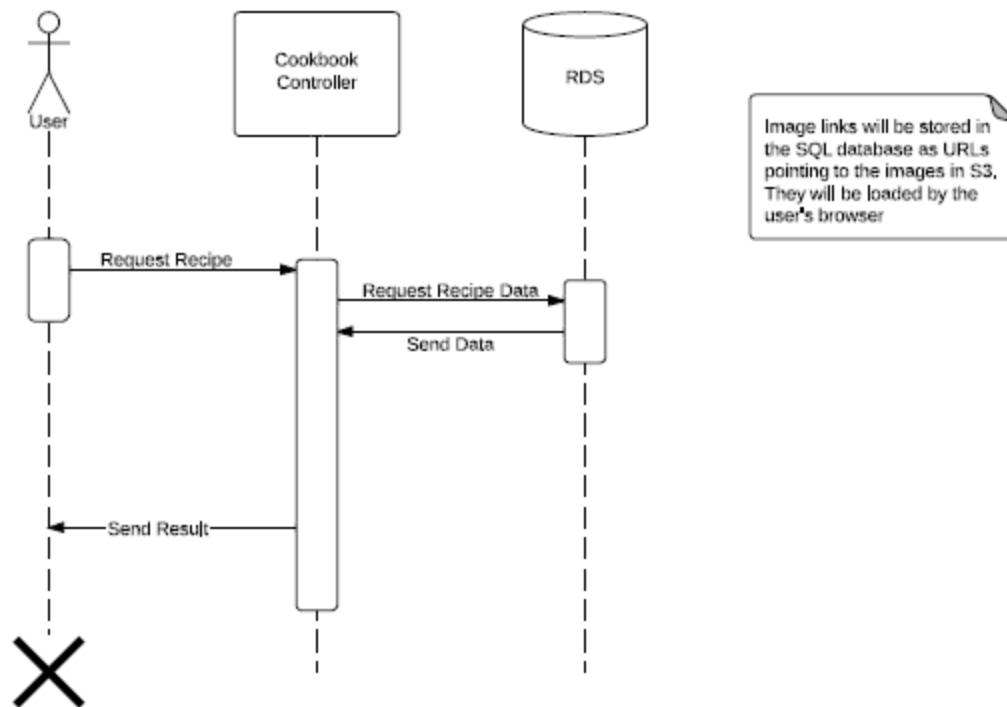 Cookbook
Controller
RDS
User
Image links will be stored in
the SQL database as URLs
pointing to the images in S3,
They will be loaded by the
user's browser
Request Recipe
Request Recipe Data
Send Data
Send Result